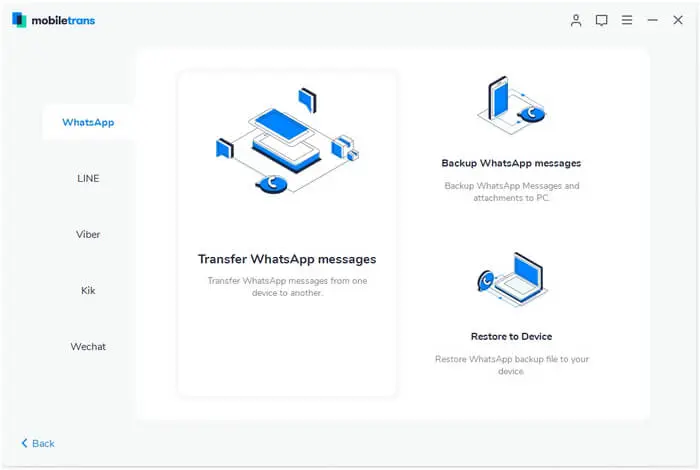 mobiletrans
WhatsApp
LINE
Viber
Kik
Wechat
Transfer WhatsApp messages
Transfer WhatsApp messages from one
device to another.
Backup WhatsApp messages
Backup WhatsApp Messages and
attachments to PC.
Restore to Device
Restore WhatsApp backup file to your
device.
Back